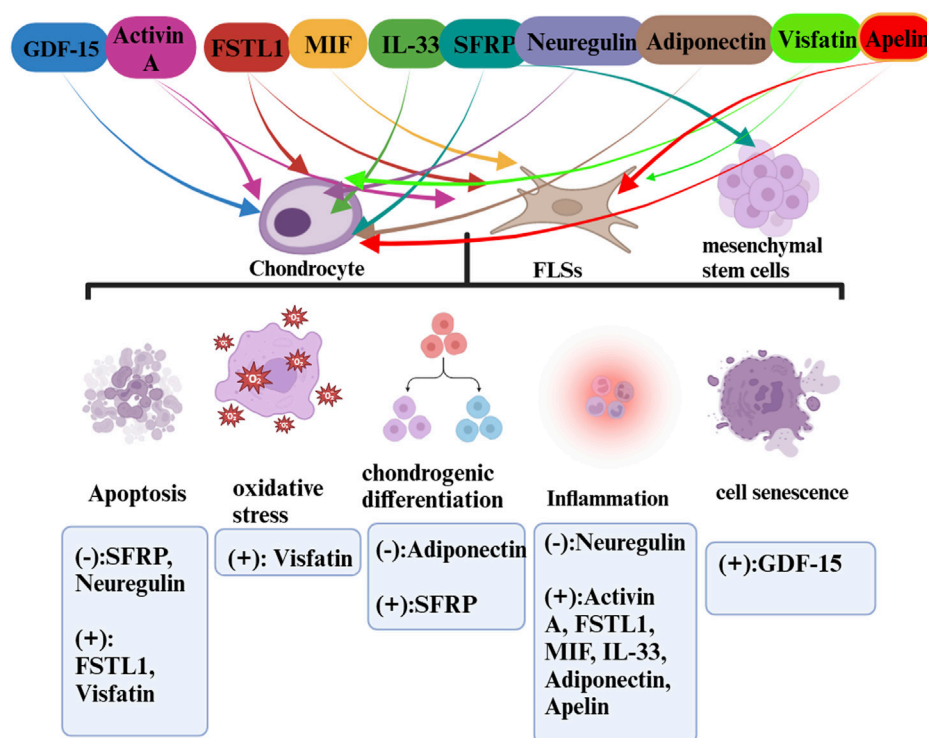 GDF-15
Activin
A
FSTL1
MIF
IL-33
SFRP
Neuregulin
Adiponectin
Visfatin
Apelin
Chondrocyte
FLSs
mesenchymal
stem cells
Apoptosis
oxidative
stress
chondrogenic
differentiation
Inflammation
cell senescence
(-):SFRP,
Neuregulin
(+):
FSTL1,
Visfatin
(+): Visfatin
(-):Adiponectin
(+):SFRP
(-):Neuregulin
(+):Activin
A, FSTL1,
MIF, IL-33,
Adiponectin,
Apelin
(+):GDF-15